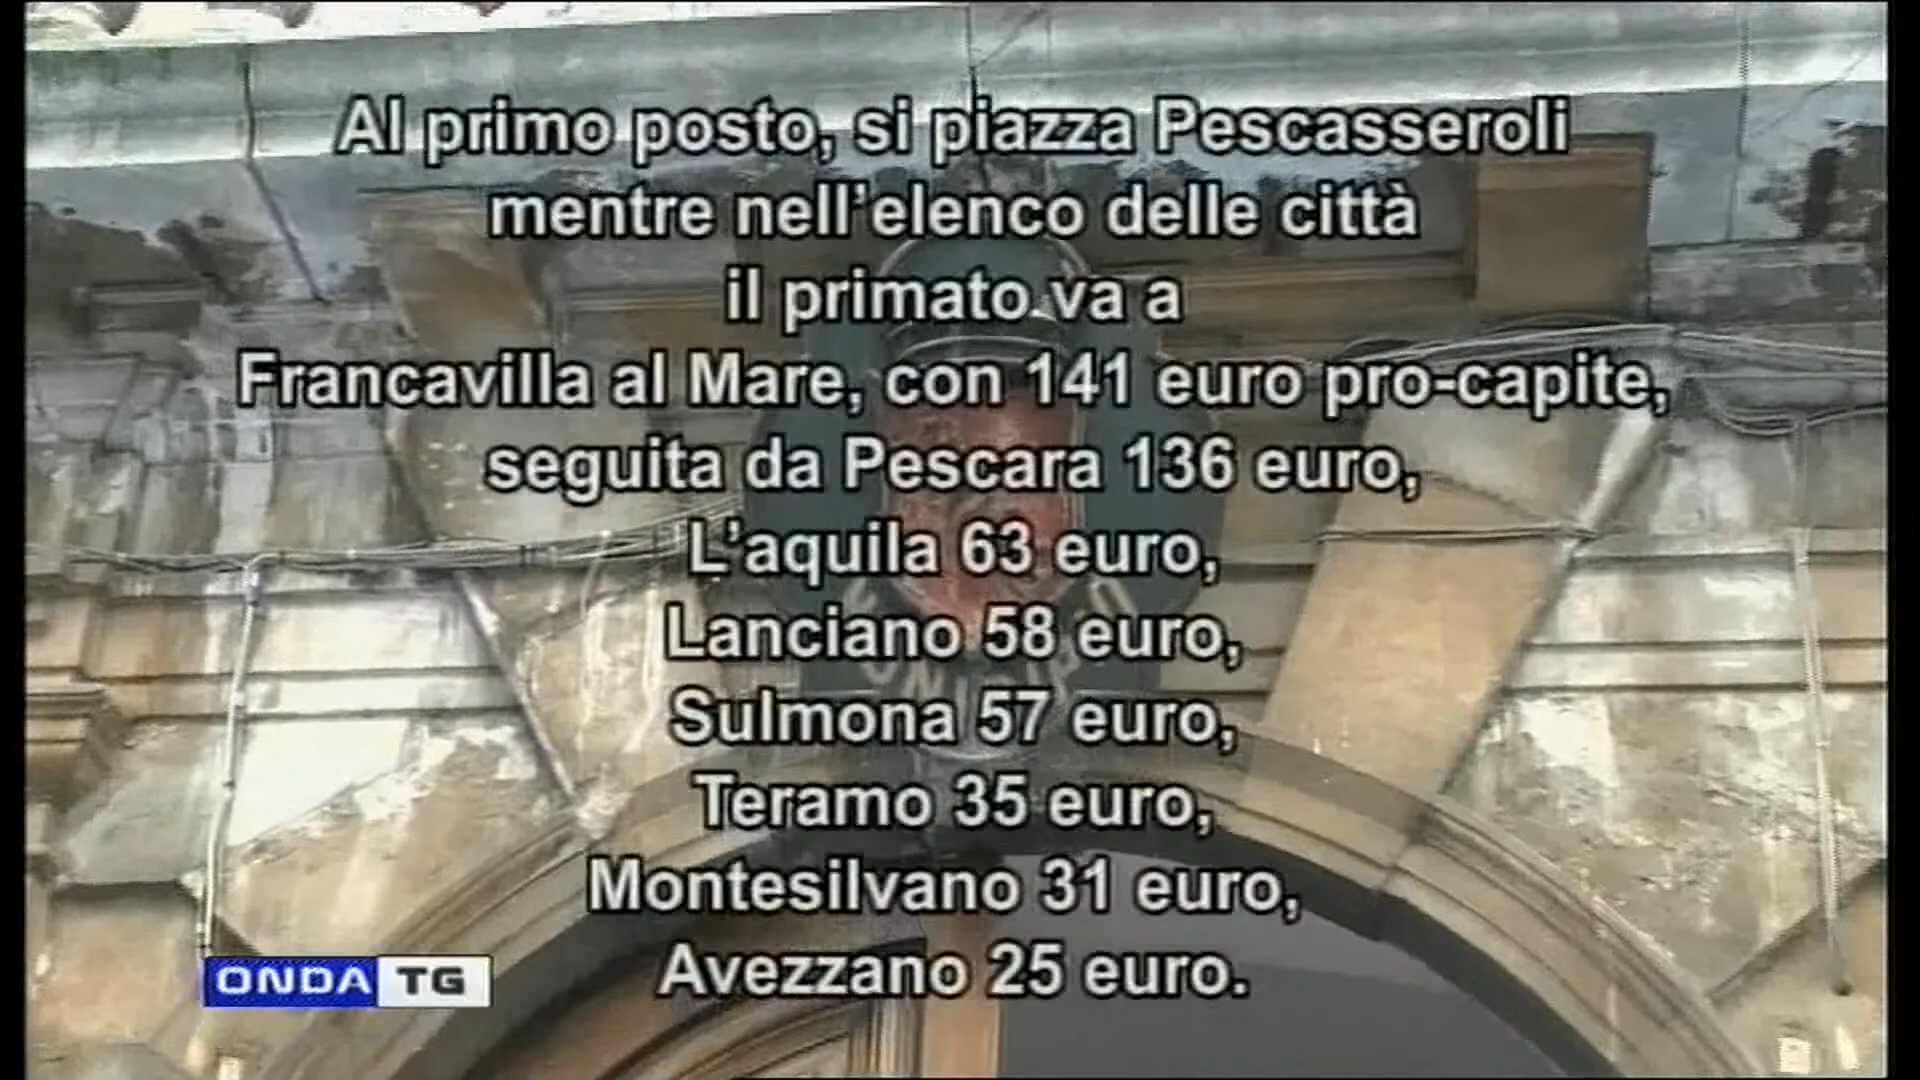 Al primo posto, si piazza Pescasseroli
mentre nell'elenco delle città
il primato va a
Francavilla al Mare, con 141 euro pro-capite,
seguita da Pescara 136 euro,
L'aquila 63 euro,
Lanciano 58 euro,
Sulmona 57 euro,
Teramo 35 euro,
Montesilvano 31 euro,
Avezzano 25 euro.
ONDA TG